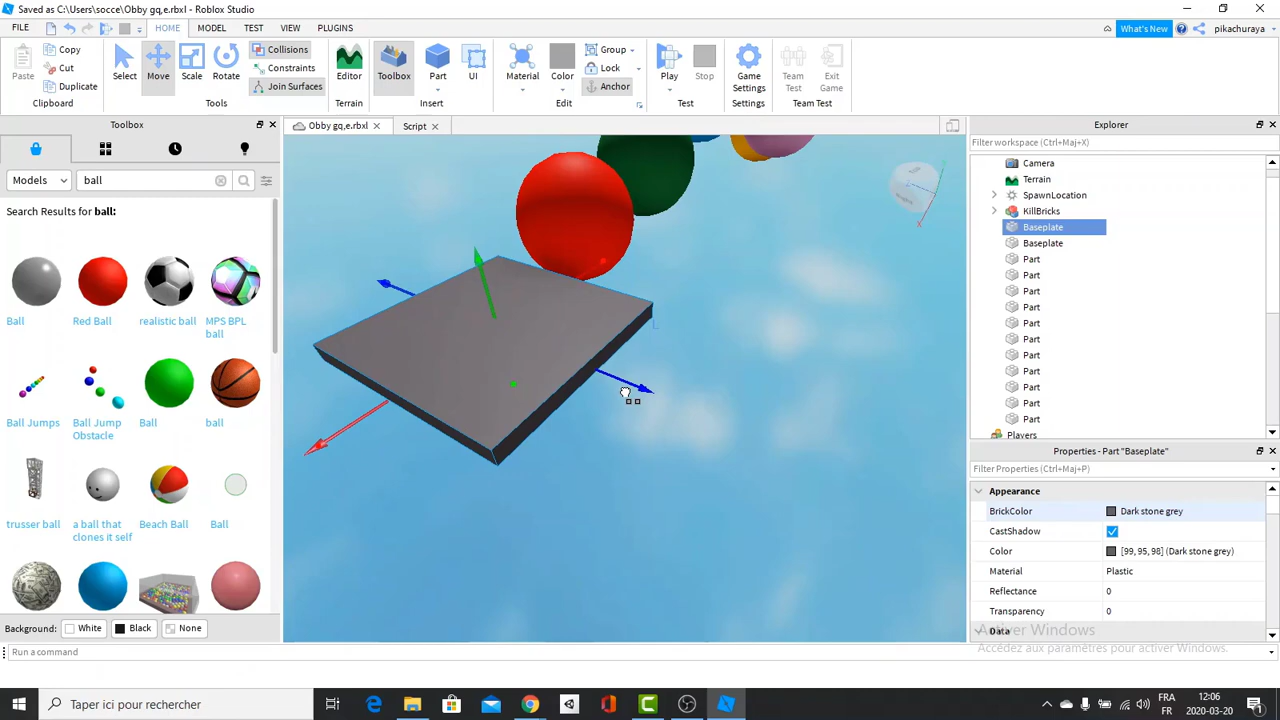 Saved as C:\Users\socce\Obby gq,e.rbxl - Roblox Studio
FILE HOME MODEL TEST VIEW PLUGINS What's New pikachuraya
Paste Copy Cut Duplicate Clipboard
Select Move Scale Rotate Collisions Constraints Join Surfaces Tools
Editor Terrain
Toolbox Part UI Insert
Material Color Group Lock Anchor Edit
Play Stop Test
Game Settings Settings
Team Test Exit Game Team Test
Toolbox
Obby gq,e.rbxl Script
Models ball
Search Results for ball:
Ball Red Ball realistic ball MPS BPL ball
Ball Jumps Ball Jump Obstacle Ball ball
trusser ball a ball that clones it self Beach Ball Ball
Background: White Black None
Run a command
Explorer
Filter workspace (Ctrl+Maj+X)
Camera
Terrain
SpawnLocation
KillBricks
Baseplate
Baseplate
Part
Part
Part
Part
Part
Part
Part
Part
Part
Part
Part
Players
Properties - Part "Baseplate"
Filter Properties (Ctrl+Maj+P)
Appearance
BrickColor Dark stone grey
CastShadow
Color [99, 95, 98] (Dark stone grey)
Material Plastic
Reflectance 0
Transparency 0
Data
Activer Windows
Accédez aux paramètres pour activer Windows.
Taper ici pour rechercher
FRA
FR
12:06
2020-03-20
1